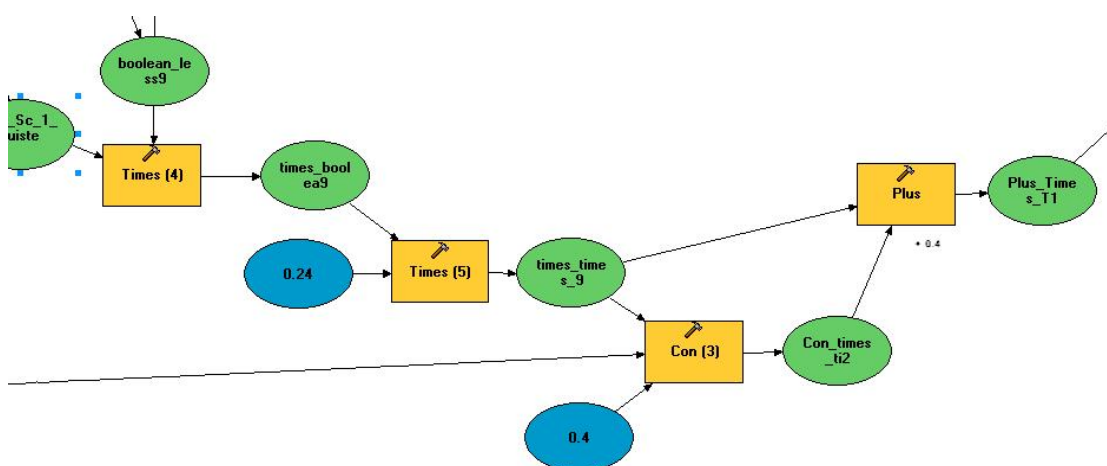 boolean_le
ss9
_Sc_1_
uiste
Times (4)
times_bool
ea9
Plus
Plus_Time
s_T1
+ 0.4
0.24
Times (5)
times_time
s_9
Con (3)
Con_times
_ti2
0.4